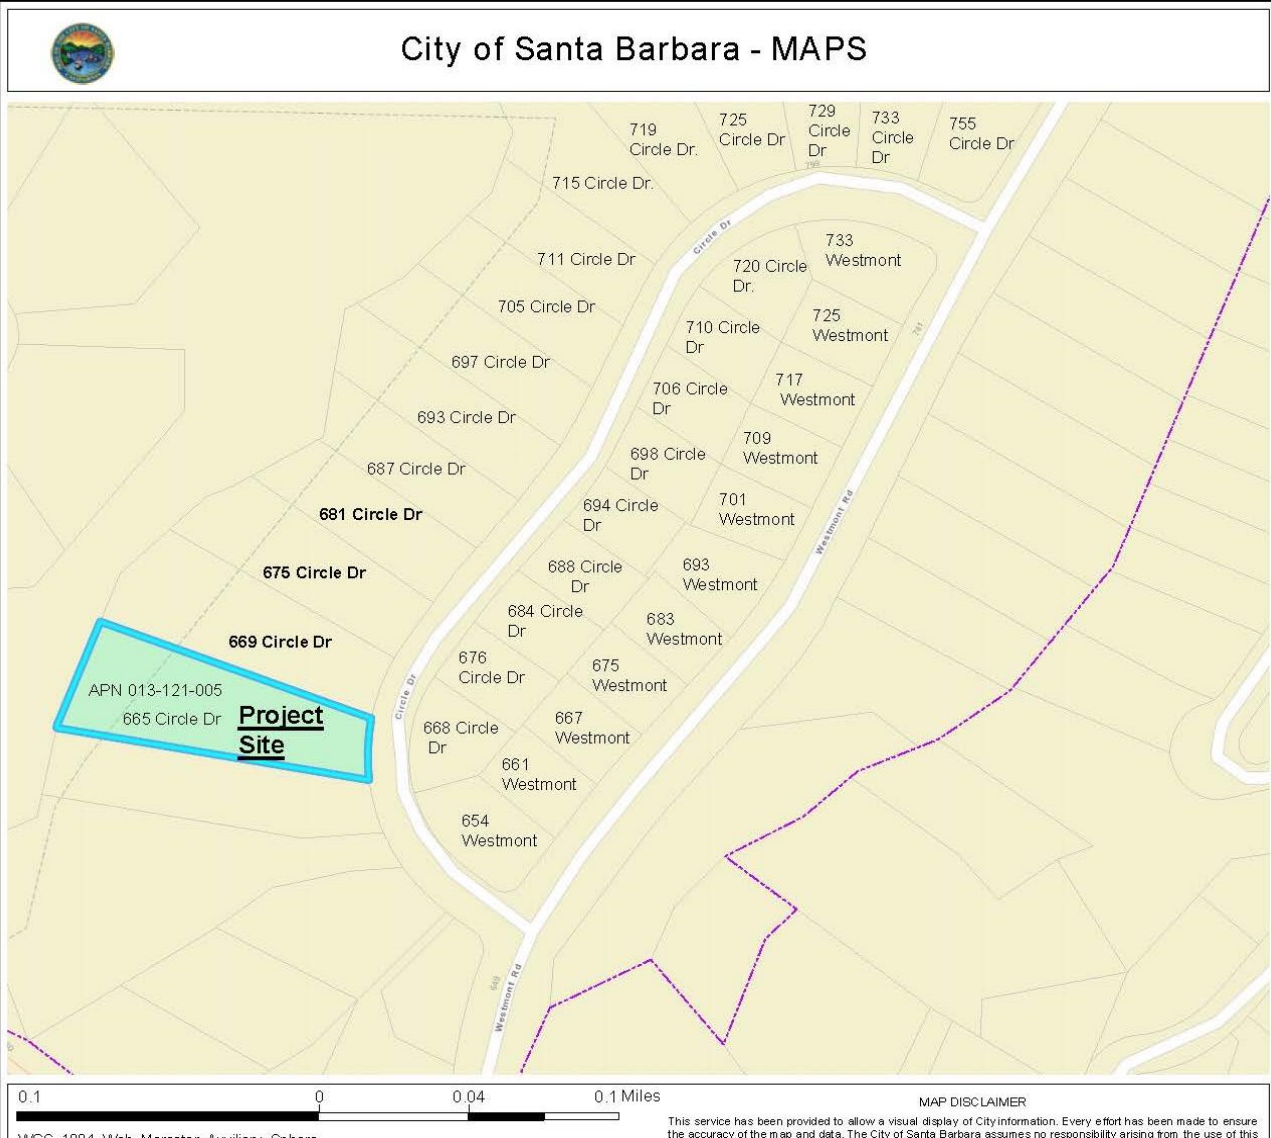 City of Santa Barbara - MAPS
719
Circle Dr.
725
Circle Dr
729
Circle
Dr
733
Circle
Dr
755
Circle Dr
799
715 Circle Dr.
Circle Dr
711 Circle Dr
733
Westmont
720 Circle
Dr.
705 Circle Dr
725
Westmont
710 Circle
Dr
741
697 Circle Dr
717
Westmont
706 Circle
Dr
693 Circle Dr
709
Westmont
698 Circle
Dr
687 Circle Dr
701
Westmont
694 Circle
Dr
681 Circle Dr
Westmont Rd
693
Westmont
688 Circle
Dr
675 Circle Dr
684 Circle
Dr
683
Westmont
669 Circle Dr
676
Circle Dr
675
Westmont
Circle Dr
APN 013-121-005
665 Circle Dr
Project
Site
668 Circle
Dr
667
Westmont
661
Westmont
654
Westmont
649
Westmont Rd
0.1
0
0.04
0.1 Miles
MAP DISCLAIMER
This service has been provided to allow a visual display of City information. Every effort has been made to ensure
the accuracy of the map and data. The City of Santa Barbara assumes no responsibility arising from the use of this